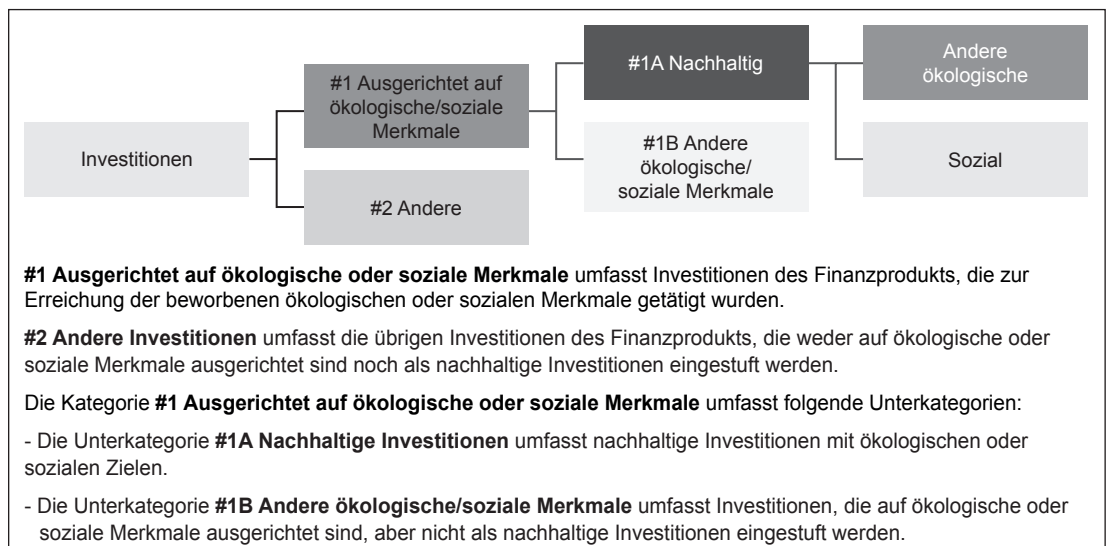 Investitionen
#1 Ausgerichtet auf
ökologische/soziale
Merkmale
#2 Andere
#1A Nachhaltig
#1B Andere
ökologische/
soziale Merkmale
Andere
ökologische
Sozial
#1 Ausgerichtet auf ökologische oder soziale Merkmale umfasst Investitionen des Finanzprodukts, die zur
Erreichung der beworbenen ökologischen oder sozialen Merkmale getätigt wurden.
#2 Andere Investitionen umfasst die übrigen Investitionen des Finanzprodukts, die weder auf ökologische oder
soziale Merkmale ausgerichtet sind noch als nachhaltige Investitionen eingestuft werden.
Die Kategorie #1 Ausgerichtet auf ökologische oder soziale Merkmale umfasst folgende Unterkategorien:
- Die Unterkategorie #1A Nachhaltige Investitionen umfasst nachhaltige Investitionen mit ökologischen oder
sozialen Zielen.
- Die Unterkategorie #1B Andere ökologische/soziale Merkmale umfasst Investitionen, die auf ökologische oder
soziale Merkmale ausgerichtet sind, aber nicht als nachhaltige Investitionen eingestuft werden.